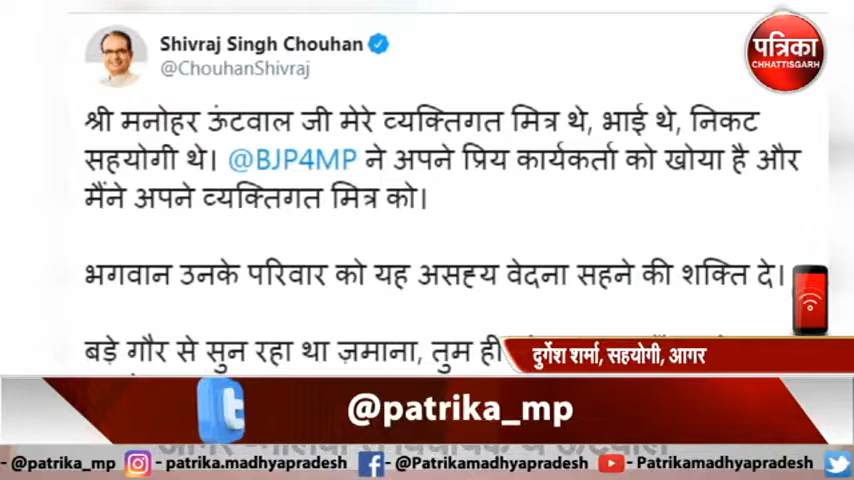 Shivraj Singh Chouhan
@ChouhanShivraj
पत्रिका
CHHATTISGARH
श्री मनोहर ऊंटवाल जी मेरे व्यक्तिगत मित्र थे, भाई थे, निकट
सहयोगी थे। @BJP4MP ने अपने प्रिय कार्यकर्ता को खोया है और
मैंने अपने व्यक्तिगत मित्र को।
भगवान उनके परिवार को यह असह्य वेदना सहने की शक्ति दे।
बड़े गौर से सुन रहा था ज़माना, तुम ही
दुर्गेश शर्मा, सहयोगी, आगर
@patrika_mp
- @patrika_mp - patrika.madhyapradesh - @Patrikamadhyapradesh - Patrikamadhyapradesh